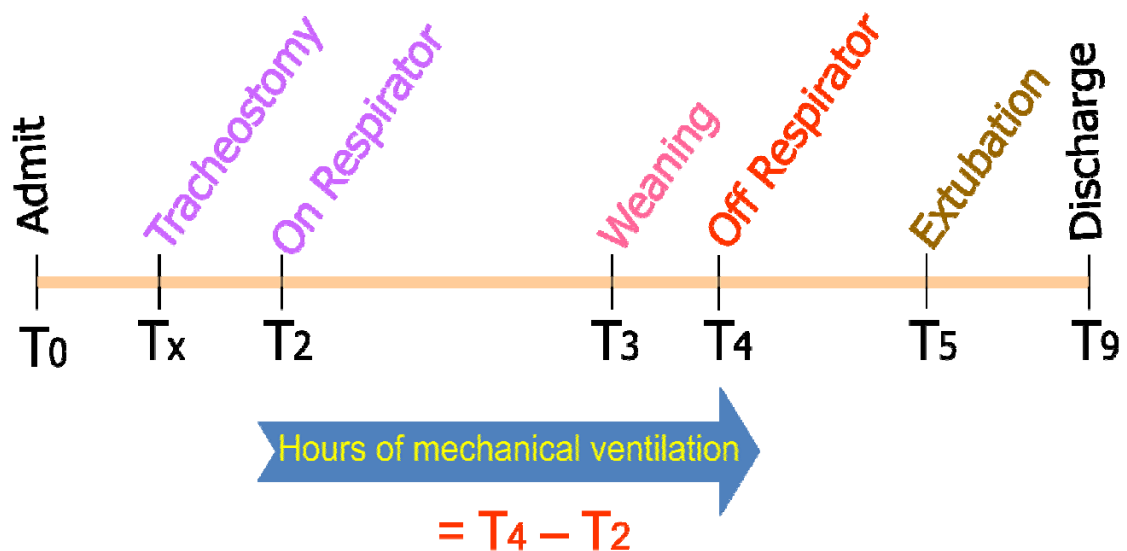 Admit
Tracheostomy
On Respirator
Weaning
Off Respirator
Extubation
Discharge
T0
Tx
T2
T3
T4
T5
T9
Hours of mechanical ventilation
= T4 – T2